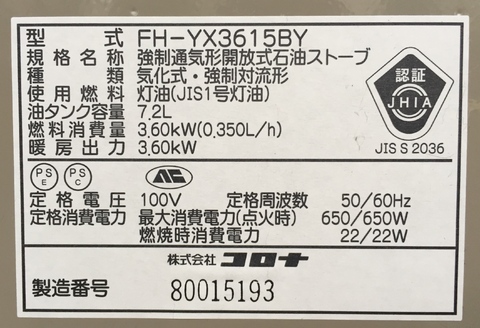 型 式 FH-YX3615BY
規格名称 強制通気形開放式石油ストーブ
種 類 気化式・強制対流形
使用燃料 灯油(JIS1号灯油)
油タンク容量 7.2L
燃料消費量 3.60kW(0.350L/h)
暖房出力 3.60kW
認証
JHIA
JIS S 2036
PS E
PS C
定格電圧 100V 定格周波数 50/60Hz
定格消費電力 最大消費電力(点火時) 650/650W
燃焼時消費電力 22/22W
株式会社 コロナ
製造番号 80015193